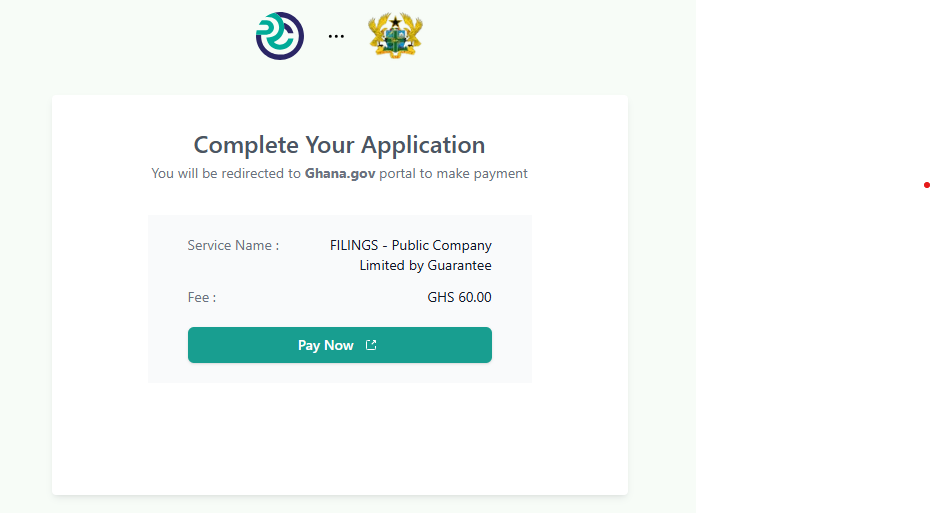 Complete Your Application
You will be redirected to Ghana.gov portal to make payment
Service Name :
FILINGS - Public Company
Limited by Guarantee
Fee :
GHS 60.00
Pay Now